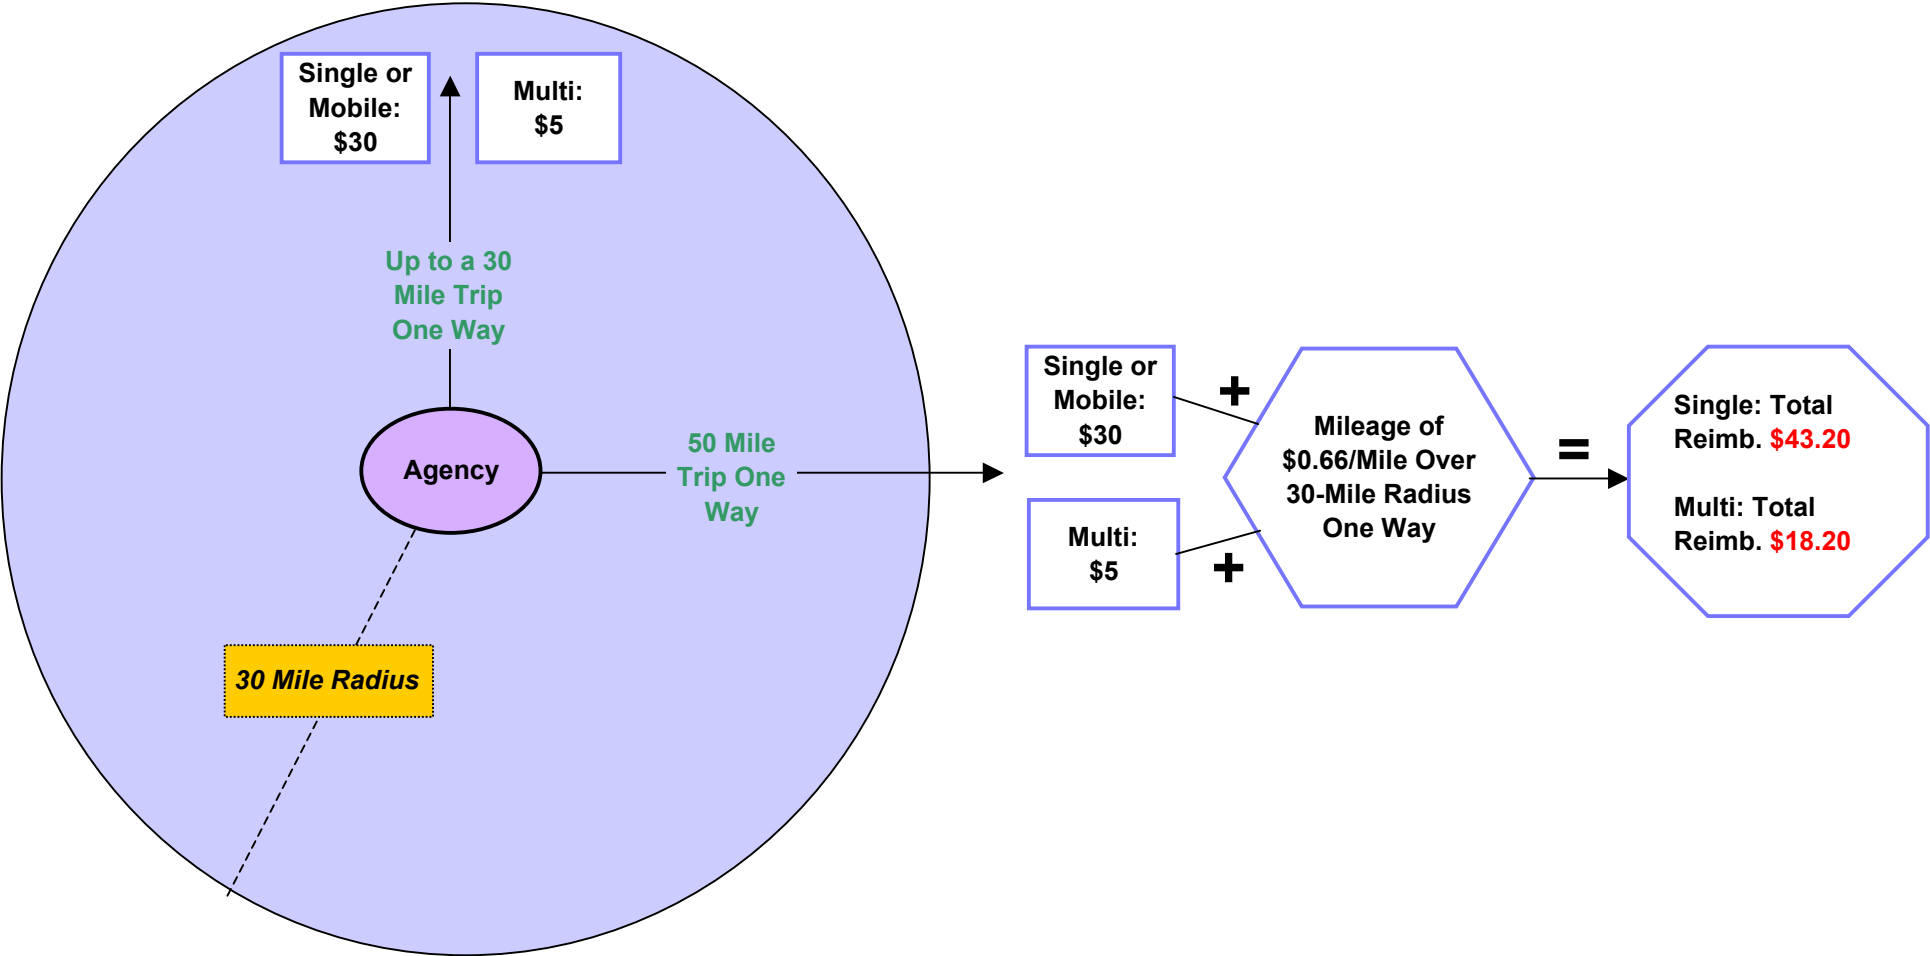 Single or
Mobile:
$30
Multi:
$5
Up to a 30
Mile Trip
One Way
Agency
50 Mile
Trip One
Way
30 Mile Radius
Single or
Mobile:
$30
+
Multi:
$5
+
Mileage of
$0.66/Mile Over
30-Mile Radius
One Way
=
Single: Total
Reimb. $43.20
Multi: Total
Reimb. $18.20